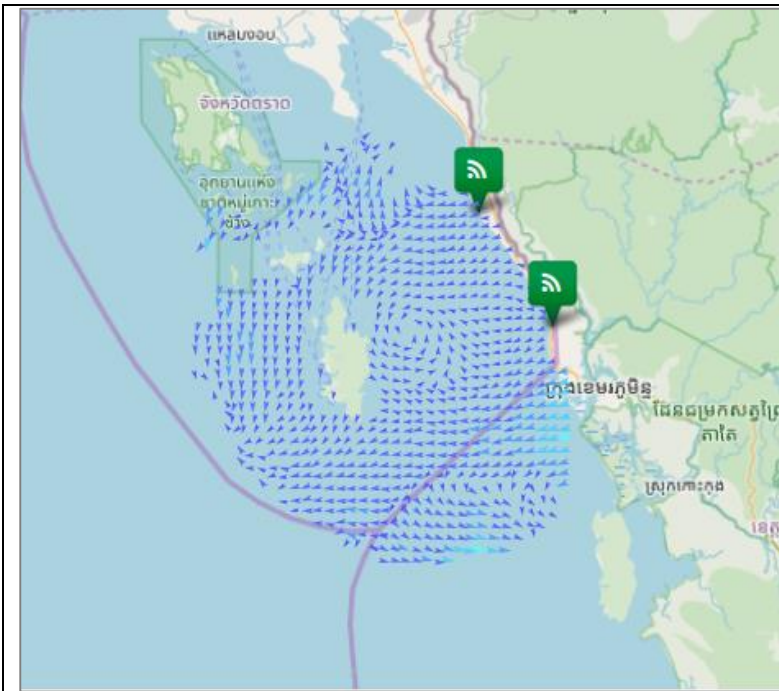 แหลมงอบ
จังหวัดตราด
อุทยานแห่ง
ชาติหมู่เกาะ
ช้าง
ក្រុងខេមរភូមិន្ទ
ដែនជម្រកសត្វព្រៃ
តាតៃ
ស្រុកកោះកុង
ខេត្ត